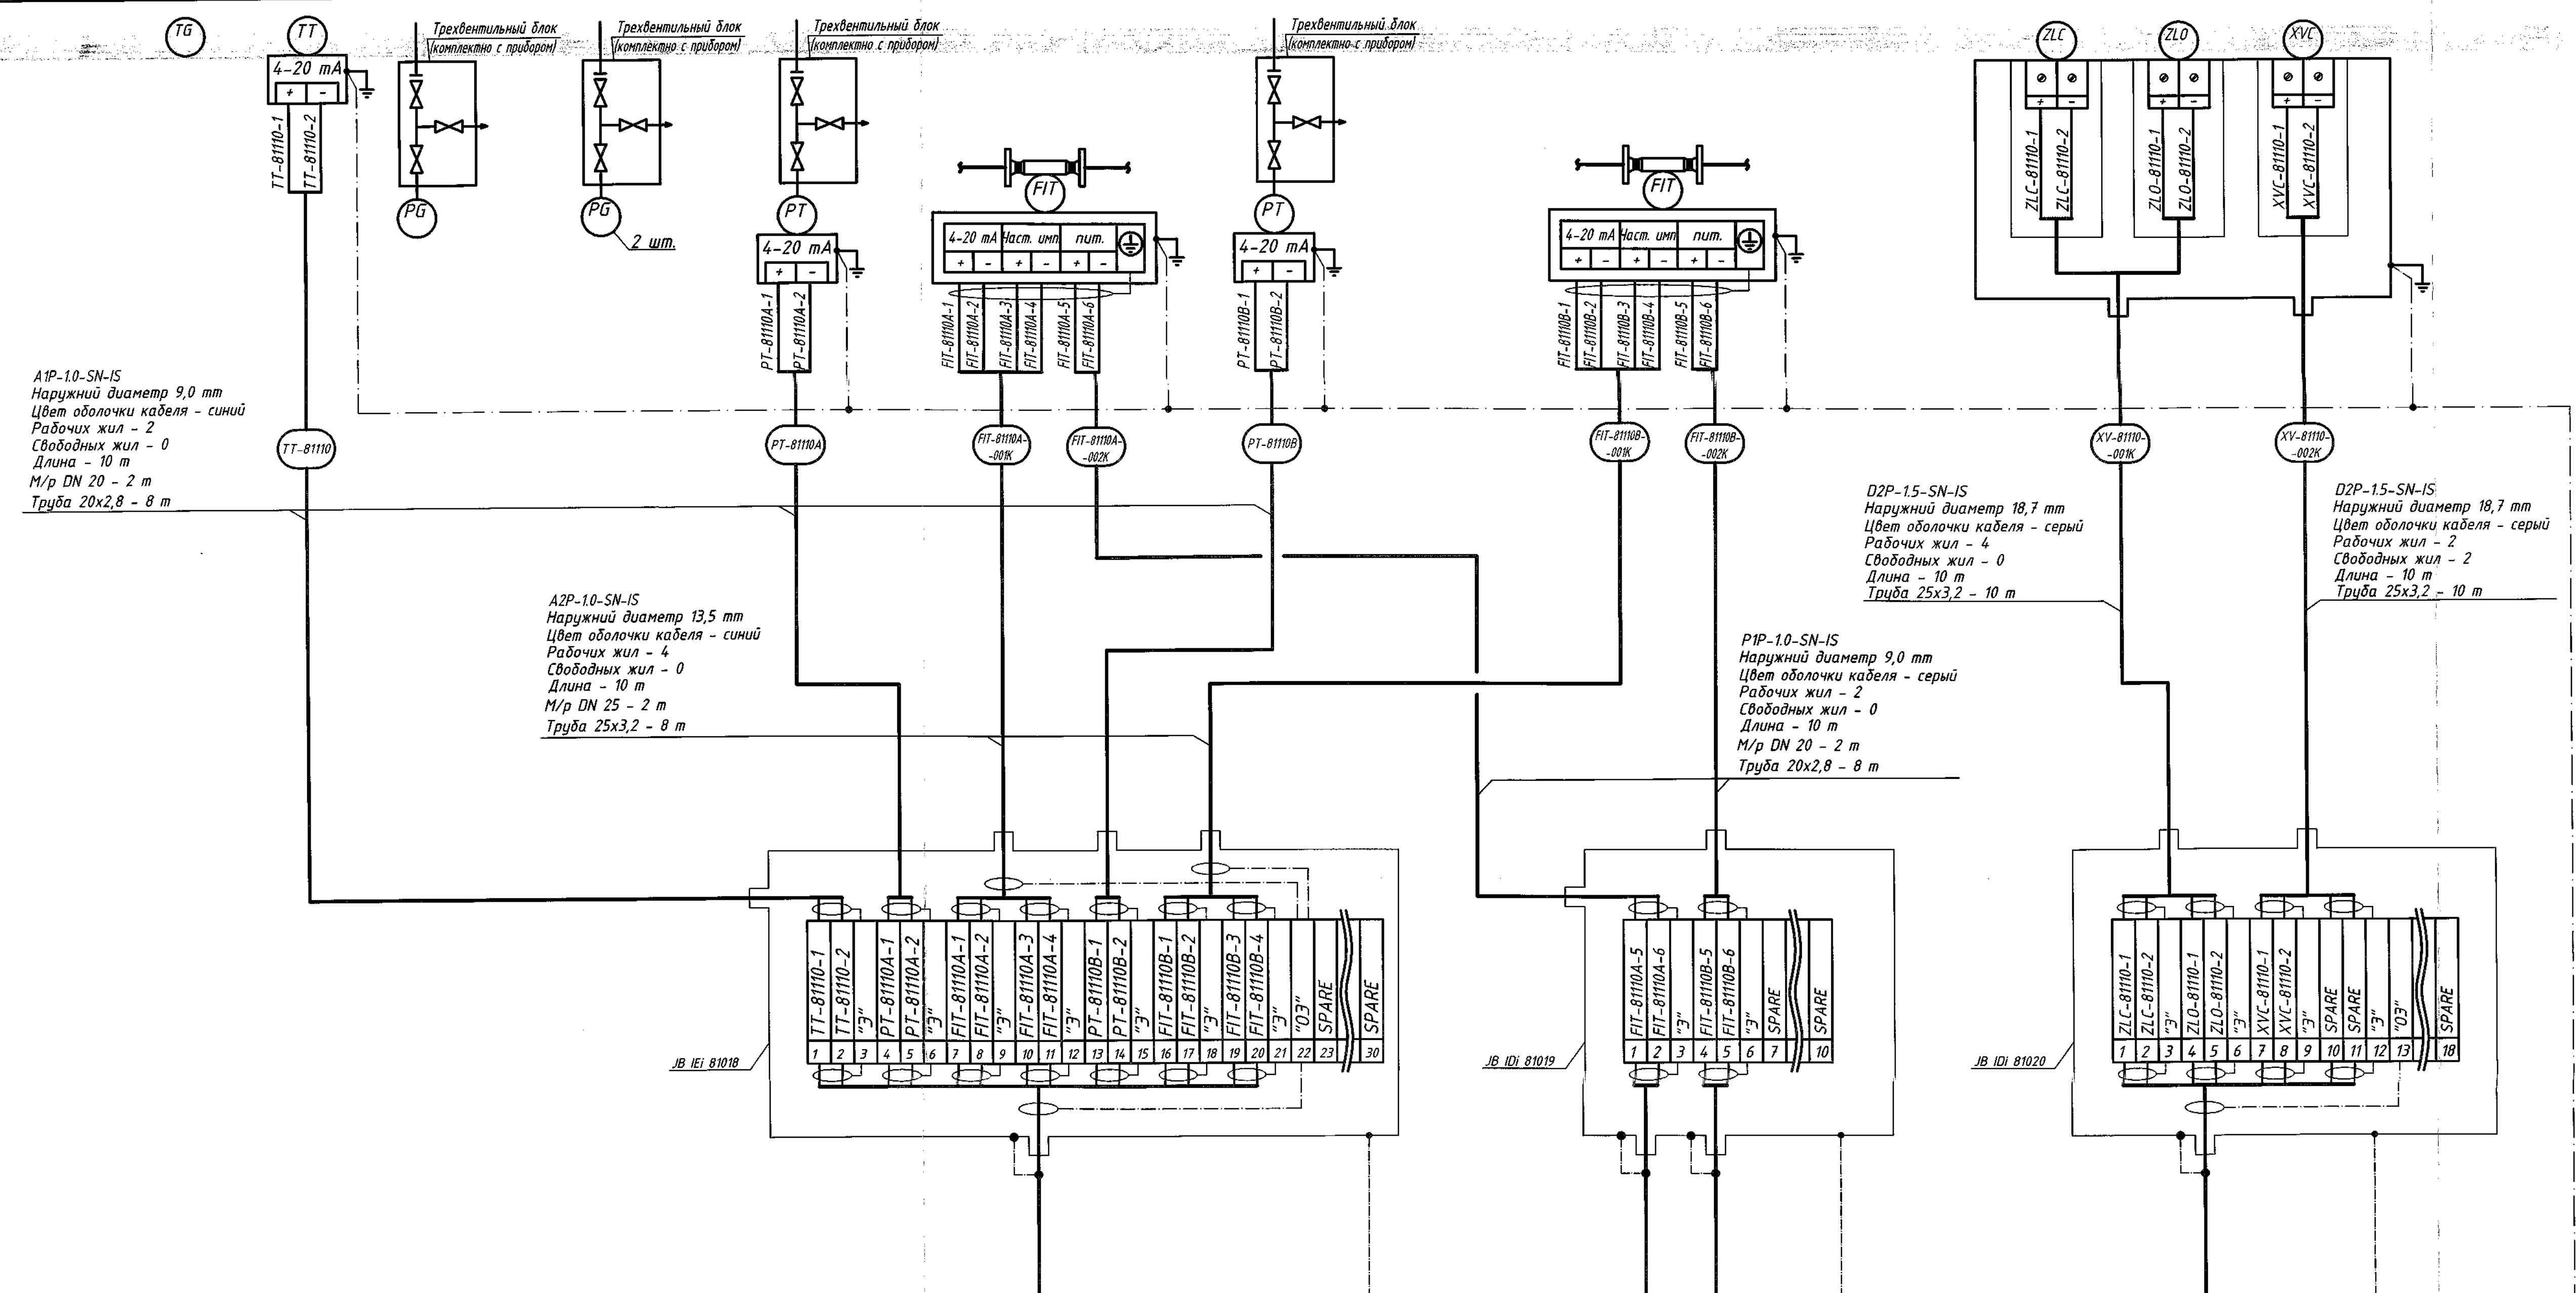 TG
TT
4-20 mA
+ -
TT-81110-1
TT-81110-2
Трехвентильный блок
(комплектно с прибором)
PG
Трехвентильный блок
(комплектно с прибором)
PG
2 шт.
Трехвентильный блок
(комплектно с прибором)
PT
4-20 mA
+ -
PT-81110A-1
PT-81110A-2
FIT
4-20 mA Част. имп. пит.
+ - + - + -
FIT-81110A-1
FIT-81110A-2
FIT-81110A-3
FIT-81110A-4
FIT-81110A-5
FIT-81110A-6
Трехвентильный блок
(комплектно с прибором)
PT
4-20 mA
+ -
PT-81110B-1
PT-81110B-2
FIT
4-20 mA Част. имп. пит.
+ - + - + -
FIT-81110B-1
FIT-81110B-2
FIT-81110B-3
FIT-81110B-4
FIT-81110B-5
FIT-81110B-6
ZLC
+ -
ZLC-81110-1
ZLC-81110-2
ZLO
+ -
ZLO-81110-1
ZLO-81110-2
XVC
+ -
XVC-81110-1
XVC-81110-2
A1P-1.0-SN-IS
Наружний диаметр 9,0 mm
Цвет оболочки кабеля - синий
Рабочих жил - 2
Свободных жил - 0
Длина - 10 m
М/р DN 20 - 2 m
Труба 20x2,8 - 8 m
TT-81110
PT-81110A
FIT-81110A-
-001K
FIT-81110A-
-002K
PT-81110B
FIT-81110B-
-001K
FIT-81110B-
-002K
XV-81110-
-001K
XV-81110-
-002K
D2P-1.5-SN-IS
Наружний диаметр 18,7 mm
Цвет оболочки кабеля - серый
Рабочих жил - 4
Свободных жил - 0
Длина - 10 m
Труба 25x3,2 - 10 m
D2P-1.5-SN-IS
Наружний диаметр 18,7 mm
Цвет оболочки кабеля - серый
Рабочих жил - 2
Свободных жил - 2
Длина - 10 m
Труба 25x3,2 - 10 m
A2P-1.0-SN-IS
Наружний диаметр 13,5 mm
Цвет оболочки кабеля - синий
Рабочих жил - 4
Свободных жил - 0
Длина - 10 m
М/р DN 25 - 2 m
Труба 25x3,2 - 8 m
P1P-1.0-SN-IS
Наружний диаметр 9,0 mm
Цвет оболочки кабеля - серый
Рабочих жил - 2
Свободных жил - 0
Длина - 10 m
М/р DN 20 - 2 m
Труба 20x2,8 - 8 m
TT-81110-1
TT-81110-2
"Э"
PT-81110A-1
PT-81110A-2
"Э"
FIT-81110A-1
FIT-81110A-2
"Э"
FIT-81110A-3
FIT-81110A-4
"Э"
PT-81110B-1
PT-81110B-2
"Э"
FIT-81110B-1
FIT-81110B-2
"Э"
FIT-81110B-3
FIT-81110B-4
"Э"
"ОЭ"
SPARE
SPARE
1 2 3 4 5 6 7 8 9 10 11 12 13 14 15 16 17 18 19 20 21 22 23 30
JB IEi 81018
FIT-81110A-5
FIT-81110A-6
"Э"
FIT-81110B-5
FIT-81110B-6
"Э"
SPARE
SPARE
1 2 3 4 5 6 7 10
JB IDi 81019
ZLC-81110-1
ZLC-81110-2
"Э"
ZLO-81110-1
ZLO-81110-2
"Э"
XVC-81110-1
XVC-81110-2
"Э"
SPARE
SPARE
"Э"
"ОЭ"
SPARE
1 2 3 4 5 6 7 8 9 10 11 12 13 18
JB IDi 81020